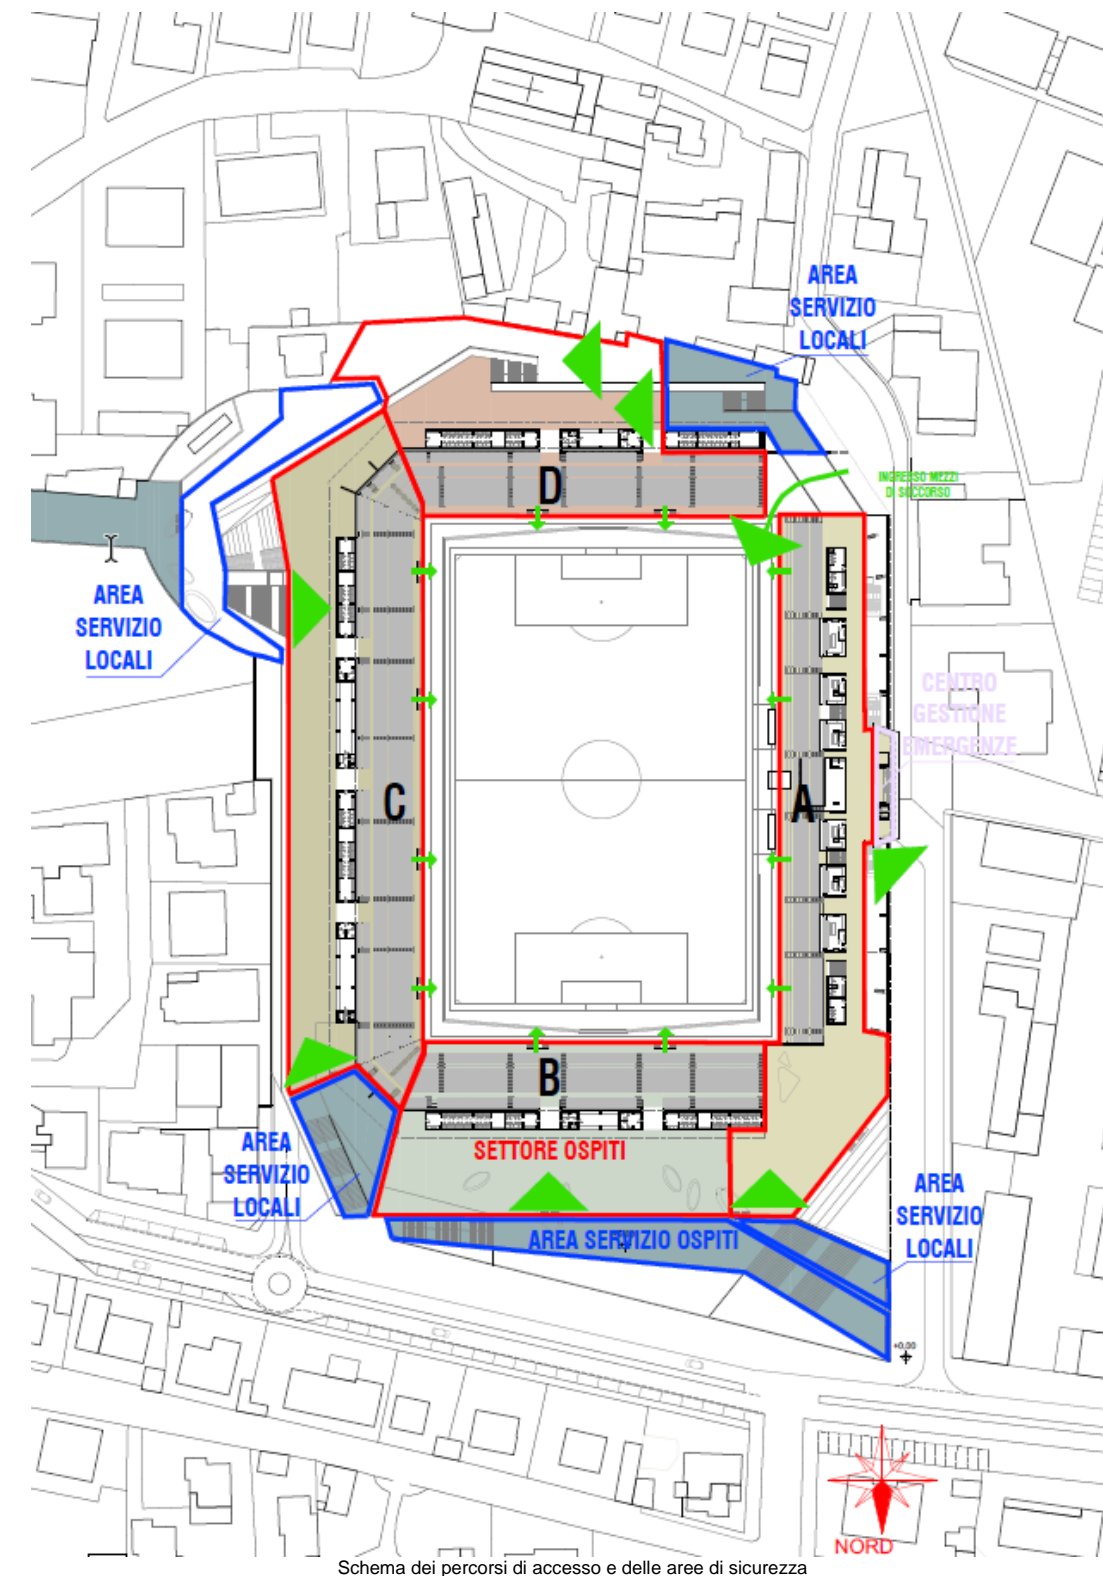 AREA
SERVIZIO
LOCALI
D
INGRESSO MEZZI
DI SOCCORSO
AREA
SERVIZIO
LOCALI
CENTRO
GESTIONE
EMERGENZE
C
A
B
SETTORE OSPITI
AREA
SERVIZIO
LOCALI
AREA
SERVIZIO
LOCALI
AREA SERVIZIO OSPITI
+0.00
NORD
Schema dei percorsi di accesso e delle aree di sicurezza